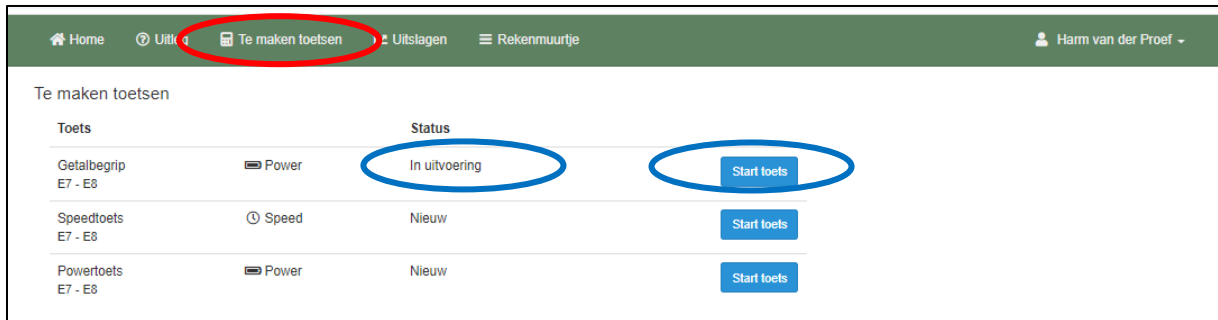 Home Uitleg Te maken toetsen Uitslagen Rekenmuurtje Harm van der Proef
Te maken toetsen
Toets Status
Getalbegrip Power In uitvoering Start toets
E7 - E8
Speedtoets Speed Nieuw Start toets
E7 - E8
Powertoets Power Nieuw Start toets
E7 - E8